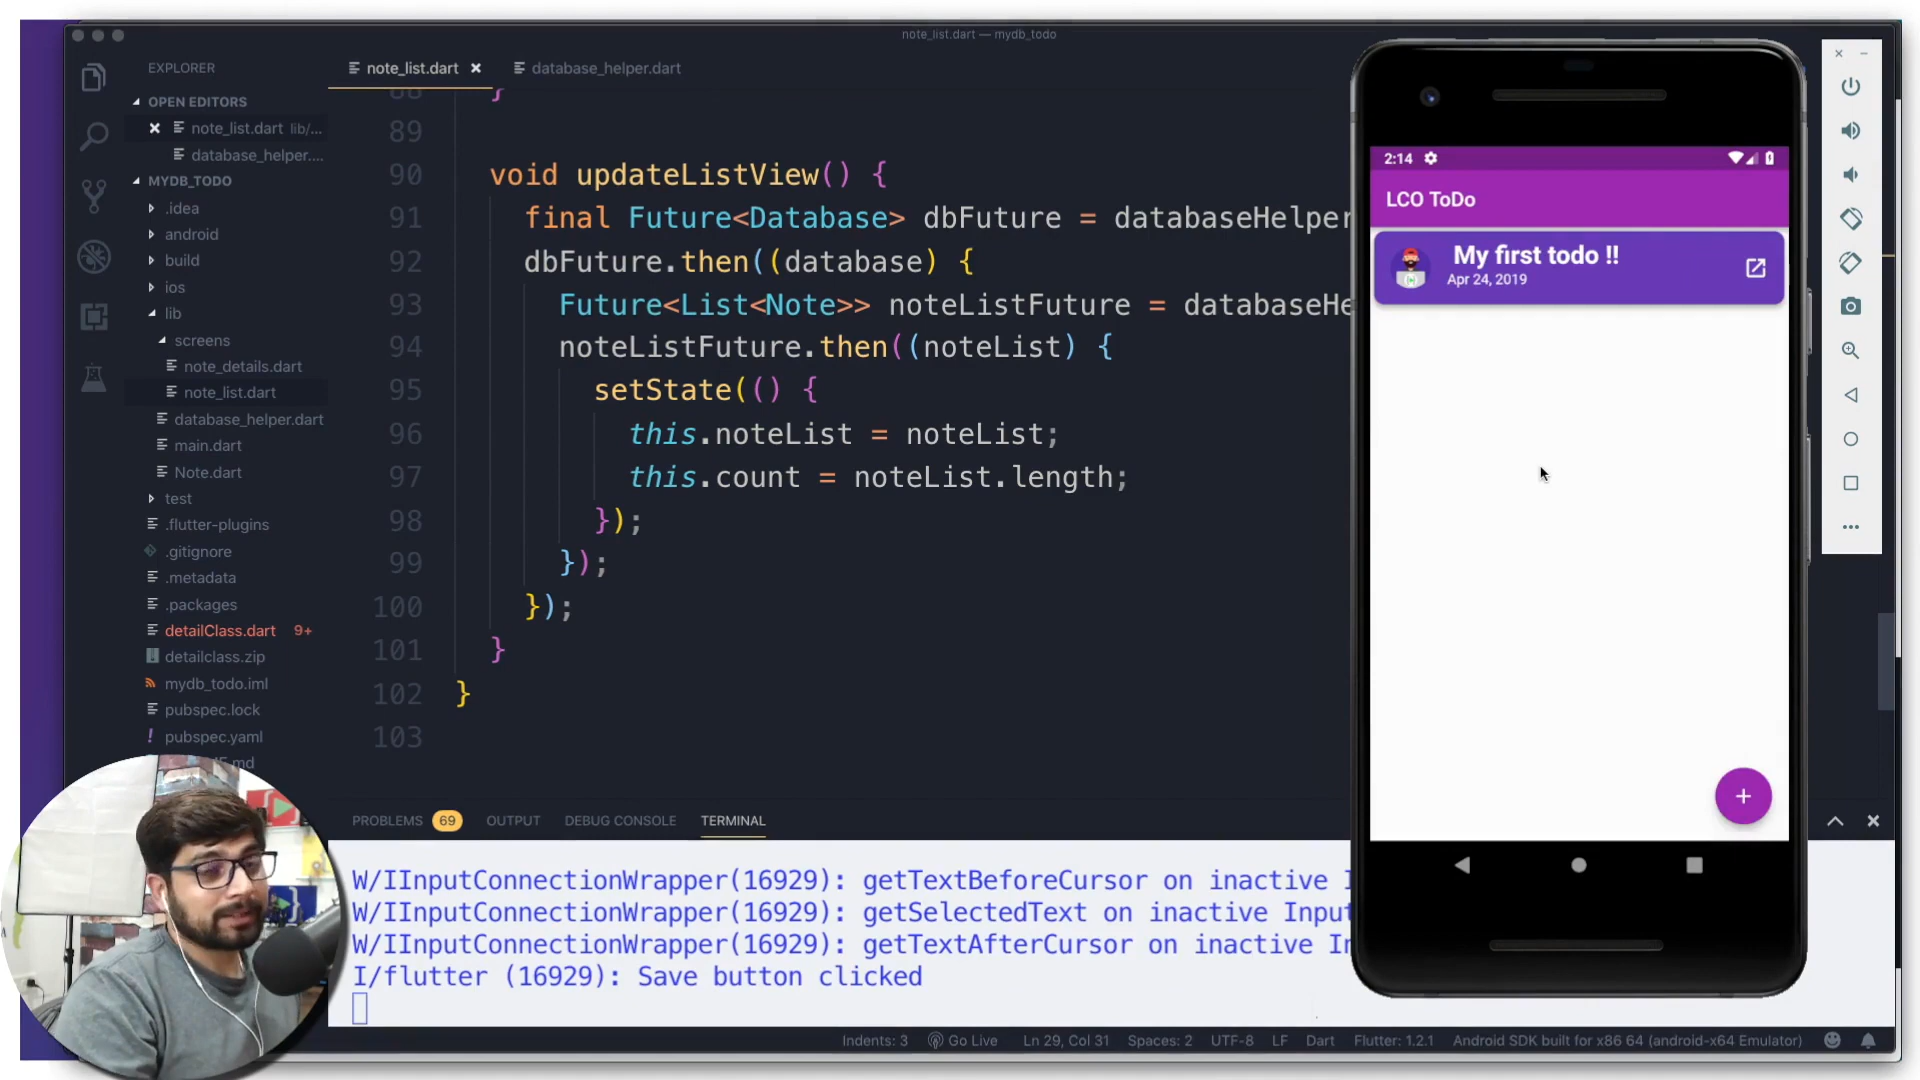 note_list.dart — mydb_todo
EXPLORER
note_list.dart
database_helper.dart
OPEN EDITORS
note_list.dart lib/...
database_helper....
MYDB_TODO
.idea
android
build
ios
lib
screens
note_details.dart
note_list.dart
database_helper.dart
main.dart
Note.dart
test
.flutter-plugins
.gitignore
.metadata
.packages
detailClass.dart 9+
detailclass.zip
mydb_todo.iml
pubspec.lock
pubspec.yaml
88 }
89
90 void updateListView() {
91 final Future<Database> dbFuture = databaseHelper
92 dbFuture.then((database) {
93 Future<List<Note>> noteListFuture = databaseHe
94 noteListFuture.then((noteList) {
95 setState(() {
96 this.noteList = noteList;
97 this.count = noteList.length;
98 });
99 });
100 });
101 }
102 }
103
PROBLEMS 69 OUTPUT DEBUG CONSOLE TERMINAL
W/IInputConnectionWrapper(16929): getTextBeforeCursor on inactive I
W/IInputConnectionWrapper(16929): getSelectedText on inactive Input
W/IInputConnectionWrapper(16929): getTextAfterCursor on inactive In
I/flutter (16929): Save button clicked
Indents: 3 Go Live Ln 29, Col 31 Spaces: 2 UTF-8 LF Dart Flutter: 1.2.1 Android SDK built for x86 64 (android-x64 Emulator)
2:14
LCO ToDo
My first todo !!
Apr 24, 2019